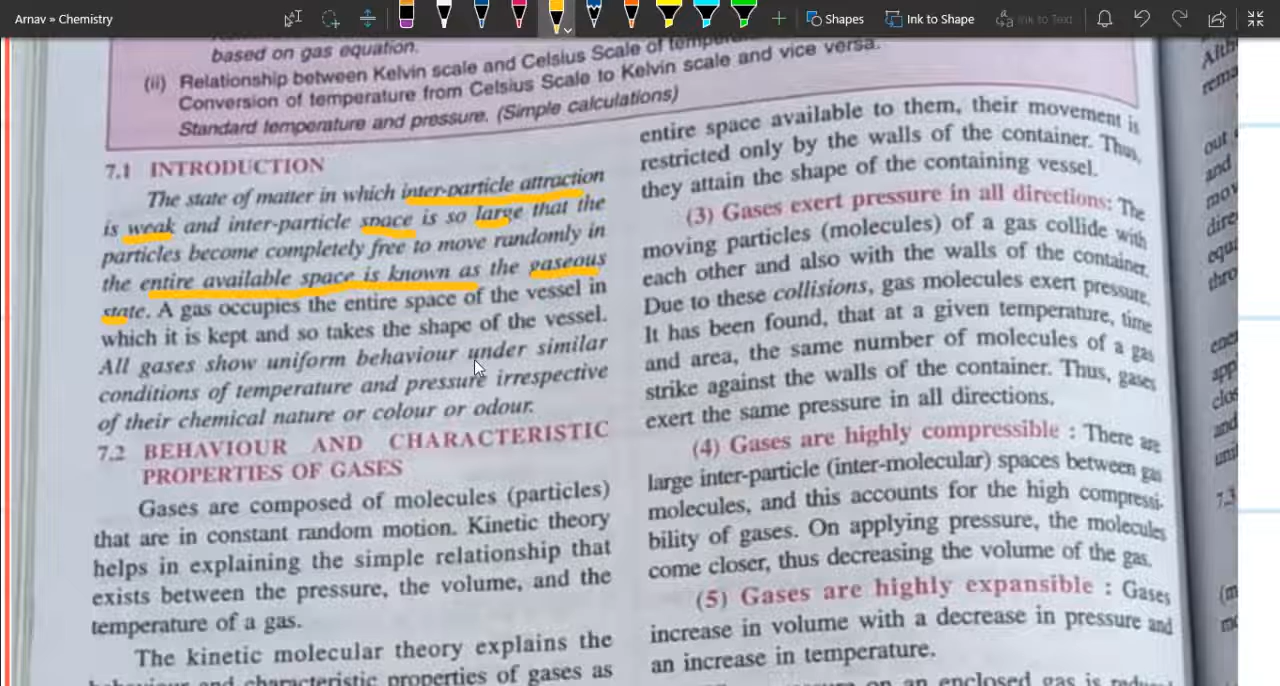 Arnav » Chemistry
Shapes
Ink to Shape
Ink to Text
based on gas equation.
(ii) Relationship between Kelvin scale and Celsius Scale of
Conversion of temperature from Celsius Scale to Kelvin scale and vice versa.
Standard temperature and pressure. (Simple calculations)
7.1 INTRODUCTION
The state of matter in which inter-particle attraction
is weak and inter-particle space is so large that the
particles become completely free to move randomly in
the entire available space is known as the gaseous
state. A gas occupies the entire space of the vessel in
which it is kept and so takes the shape of the vessel.
All gases show uniform behaviour under similar
conditions of temperature and pressure irrespective
of their chemical nature or colour or odour.
7.2 BEHAVIOUR AND CHARACTERISTIC
PROPERTIES OF GASES
Gases are composed of molecules (particles)
that are in constant random motion. Kinetic theory
helps in explaining the simple relationship that
exists between the pressure, the volume, and the
temperature of a gas.
The kinetic molecular theory explains the
characteristic properties of gases as
entire space available to them, their movement is
restricted only by the walls of the container. Thus,
they attain the shape of the containing vessel.
(3) Gases exert pressure in all directions: The
moving particles (molecules) of a gas collide with
each other and also with the walls of the container.
Due to these collisions, gas molecules exert pressure.
It has been found, that at a given temperature, time
and area, the same number of molecules of a gas
strike against the walls of the container. Thus, gases
exert the same pressure in all directions.
(4) Gases are highly compressible : There are
large inter-particle (inter-molecular) spaces between gas
molecules, and this accounts for the high compressi-
bility of gases. On applying pressure, the molecules
come closer, thus decreasing the volume of the gas.
(5) Gases are highly expansible : Gases
increase in volume with a decrease in pressure and
an increase in temperature.
on an enclosed gas is
out
and
7.3